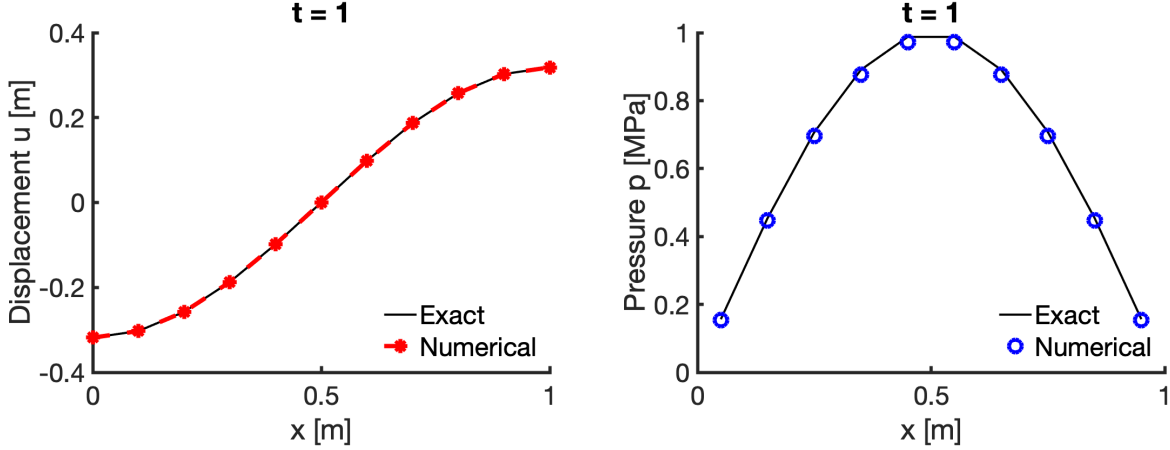 t = 1
0.4
0.2
0
-0.2
-0.4
0
0.5
1
Displacement u [m]
x [m]
Exact
Numerical
t = 1
1
0.8
0.6
0.4
0.2
0
0
0.5
1
Pressure p [MPa]
x [m]
Exact
Numerical